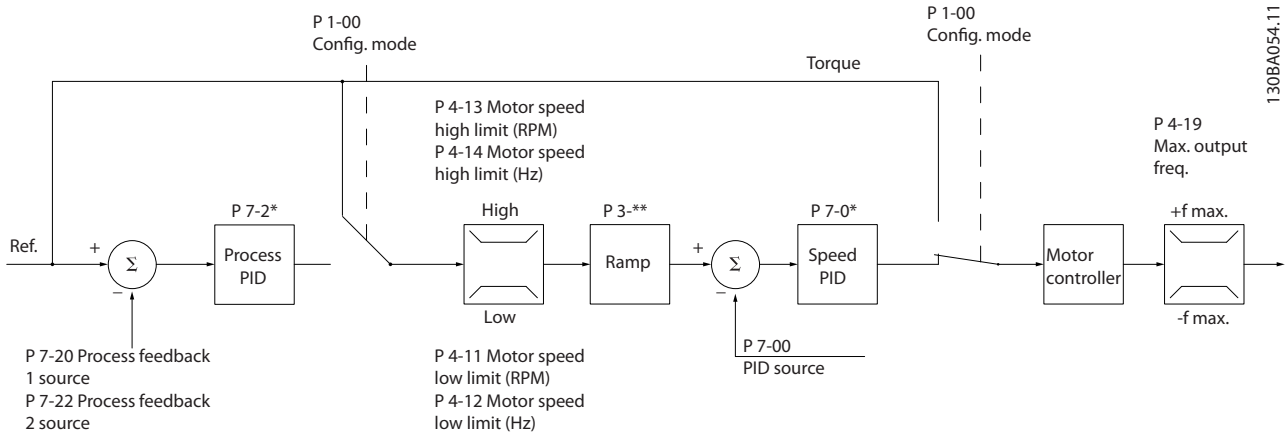 P 1-00
Config. mode
P 1-00
Config. mode
130BA054.11
Torque
P 4-13 Motor speed
high limit (RPM)
P 4-14 Motor speed
high limit (Hz)
P 4-19
Max. output
freq.
P 7-2*
High
P 3-**
P 7-0*
+f max.
Ref.
+
Σ
–
Process
PID
Ramp
+
Σ
–
Speed
PID
Motor
controller
Low
-f max.
P 7-20 Process feedback
1 source
P 7-22 Process feedback
2 source
P 4-11 Motor speed
low limit (RPM)
P 4-12 Motor speed
low limit (Hz)
P 7-00
PID source